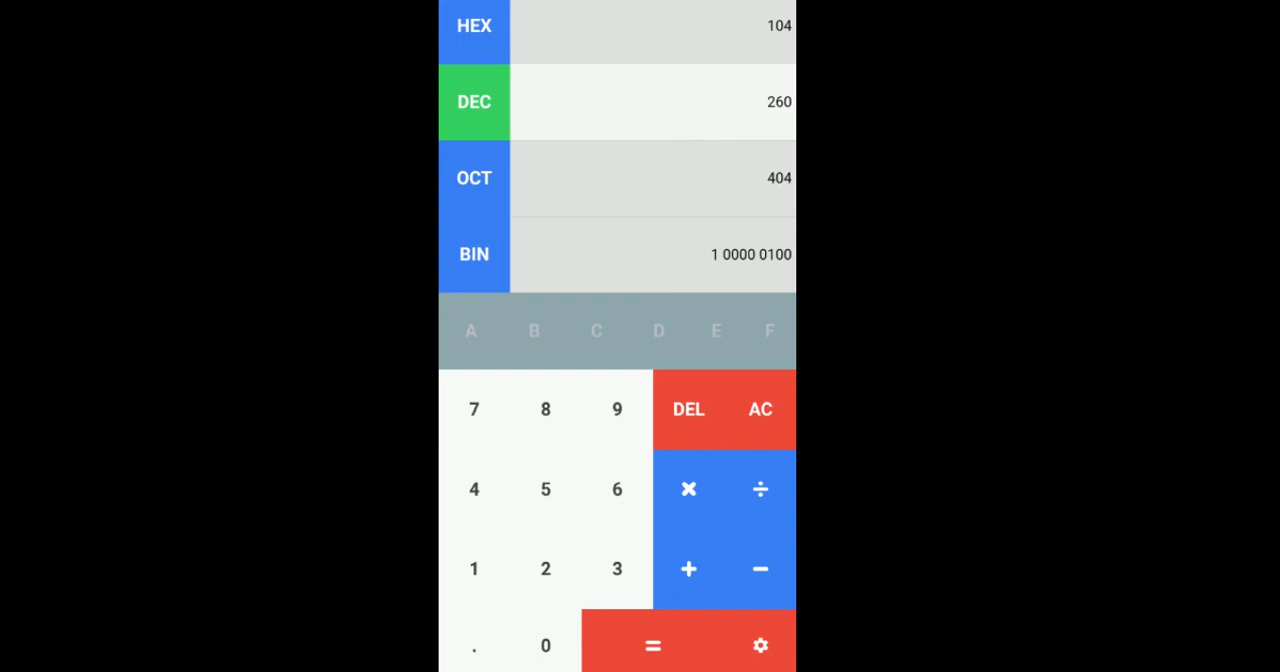 HEX 104
DEC 260
OCT 404
BIN 1 0000 0100
A B C D E F
7 8 9 DEL AC
4 5 6 × ÷
1 2 3 + −
. 0 =